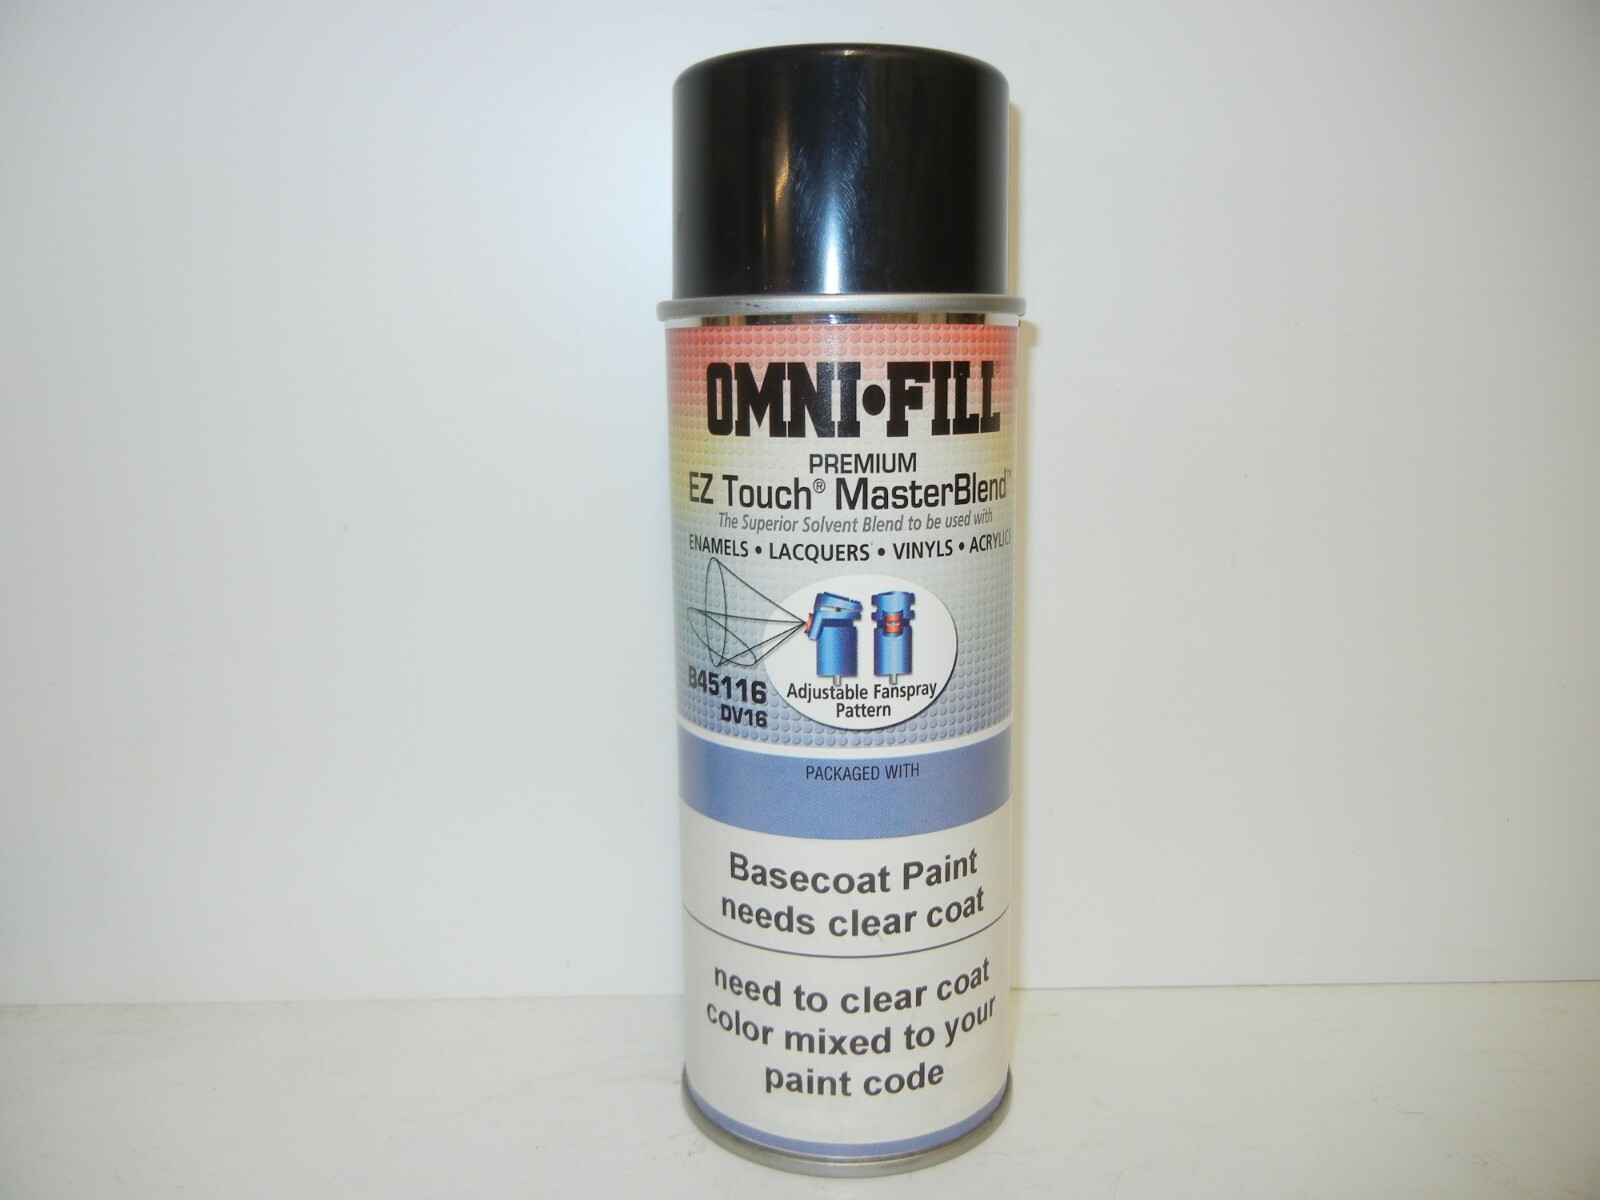 OMNI•FILL®
PREMIUM
EZ Touch® MasterBlend™
The Superior Solvent Blend to be used with
ENAMELS • LACQUERS • VINYLS • ACRYLICS
B45116
DV16
Adjustable Fanspray
Pattern
PACKAGED WITH
Basecoat Paint
needs clear coat
need to clear coat
color mixed to your
paint code